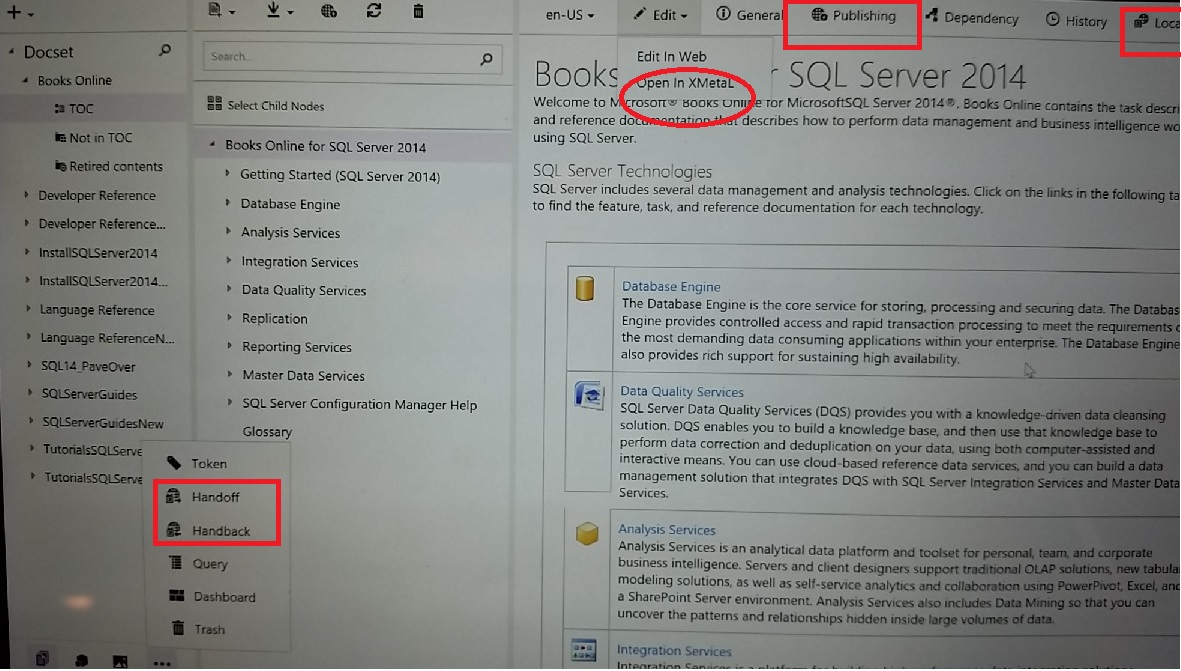 en-US
Edit
General
Publishing
Dependency
History
Loca
Docset
Books Online
TOC
Not in TOC
Retired contents
Developer Reference
Developer Reference...
InstallSQLServer2014
InstallSQLServer2014...
Language Reference
Language ReferenceN...
SQL14_PaveOver
SQLServerGuides
SQLServerGuidesNew
TutorialsSQLServe
TutorialsSQLServe
Token
Handoff
Handback
Query
Dashboard
Trash
Search...
Select Child Nodes
Books Online for SQL Server 2014
Getting Started (SQL Server 2014)
Database Engine
Analysis Services
Integration Services
Data Quality Services
Replication
Reporting Services
Master Data Services
SQL Server Configuration Manager Help
Glossary
Edit In Web
Open In XMetaL
Books r SQL Server 2014
Welcome to Microsoft® Books Online for MicrosoftSQL Server 2014®. Books Online contains the task descri
and reference documentation that describes how to perform data management and business intelligence wo
using SQL Server.
SQL Server Technologies
SQL Server includes several data management and analysis technologies. Click on the links in the following ta
to find the feature, task, and reference documentation for each technology.
Database Engine
The Database Engine is the core service for storing, processing and securing data. The Databas
Engine provides controlled access and rapid transaction processing to meet the requirements o
the most demanding data consuming applications within your enterprise. The Database Engine
also provides rich support for sustaining high availability.
Data Quality Services
SQL Server Data Quality Services (DQS) provides you with a knowledge-driven data cleansing
solution. DQS enables you to build a knowledge base, and then use that knowledge base to
perform data correction and deduplication on your data, using both computer-assisted and
interactive means. You can use cloud-based reference data services, and you can build a data
management solution that integrates DQS with SQL Server Integration Services and Master Data
Services.
Analysis Services
Analysis Services is an analytical data platform and toolset for personal, team, and corporate
business intelligence. Servers and client designers support traditional OLAP solutions, new tabula
modeling solutions, as well as self-service analytics and collaboration using PowerPivot, Excel, and
a SharePoint Server environment. Analysis Services also includes Data Mining so that you can
uncover the patterns and relationships hidden inside large volumes of data.
Integration Services
Integration Services is a